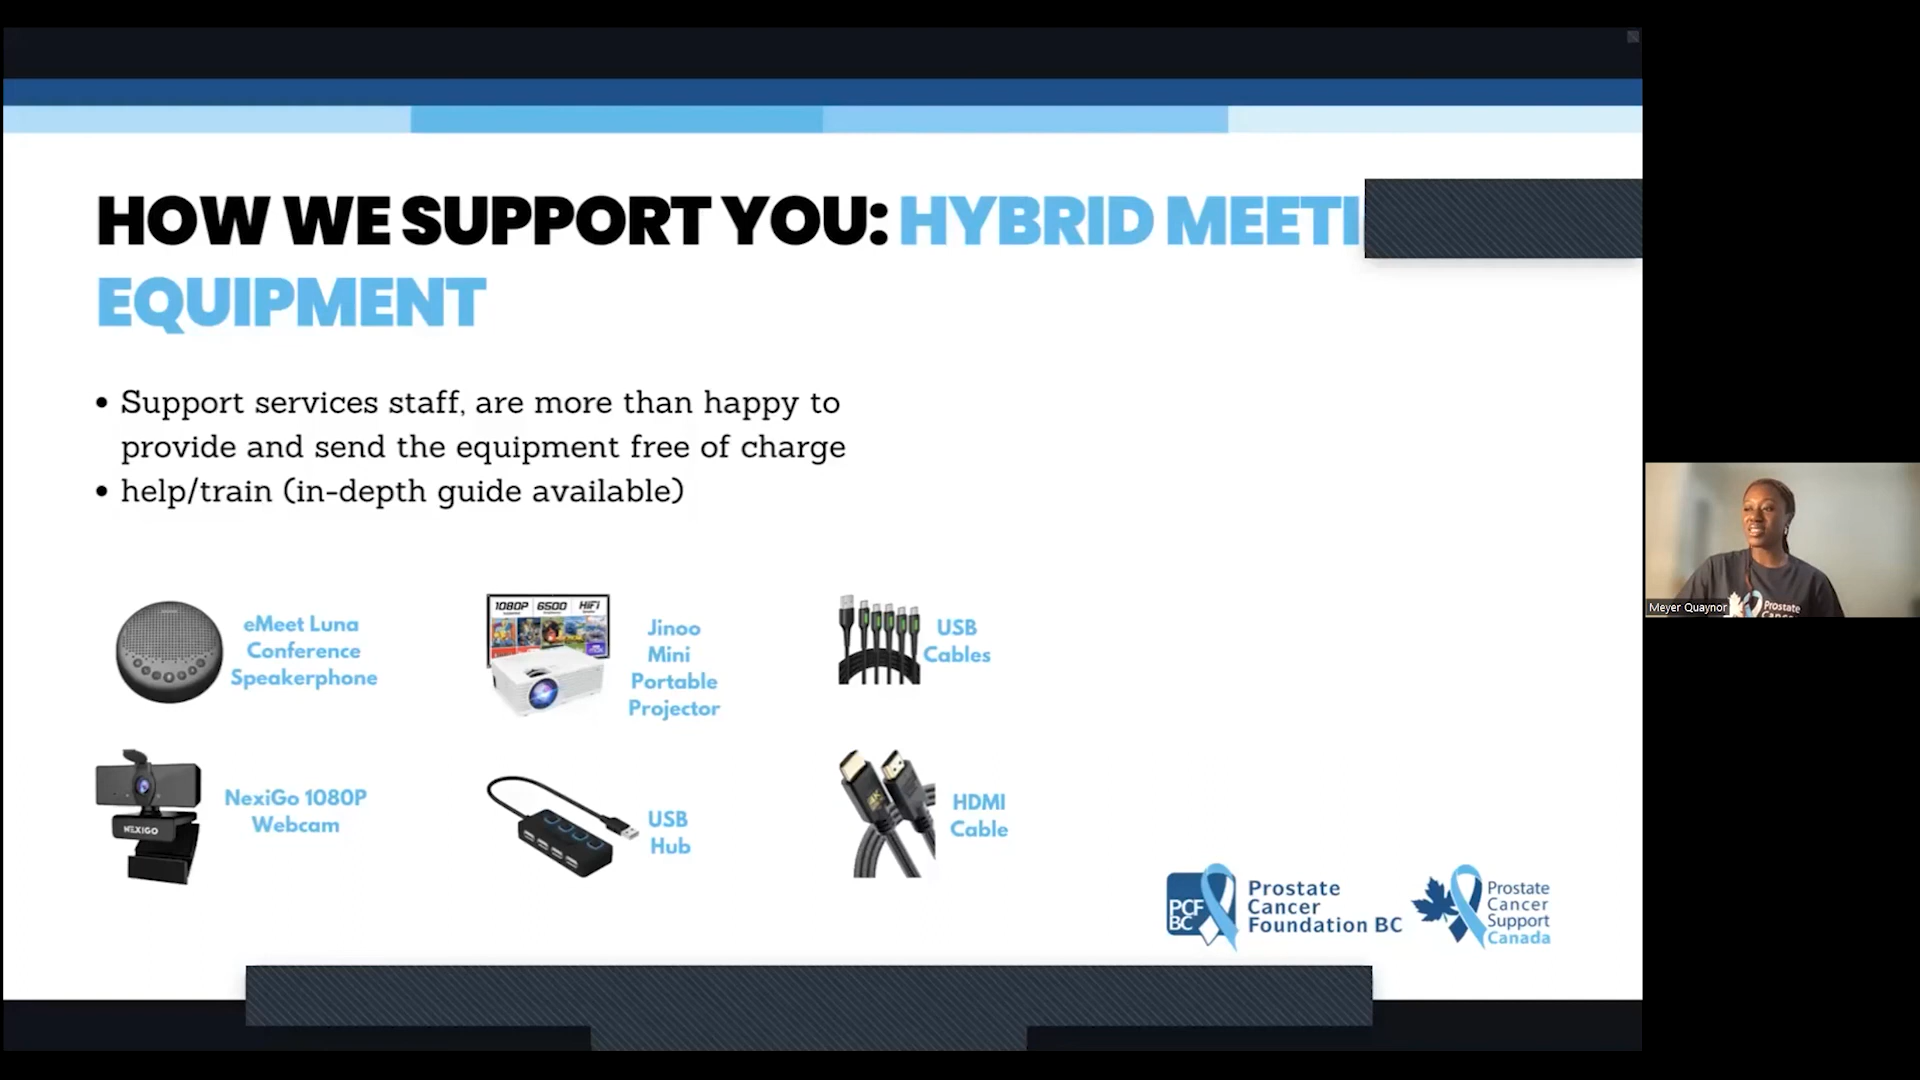 HOW WE SUPPORT YOU: HYBRID MEETI
EQUIPMENT
• Support services staff, are more than happy to
provide and send the equipment free of charge
• help/train (in-depth guide available)
eMeet Luna
Conference
Speakerphone
1080P 6500 HiFi
Jinoo
Mini
Portable
Projector
USB
Cables
NEXIGO
NexiGo 1080P
Webcam
USB
Hub
4K
HDMI
Cable
PCF
BC
Prostate
Cancer
Foundation BC
Prostate
Cancer
Support
Canada
Meyer Quaynor
Prostate